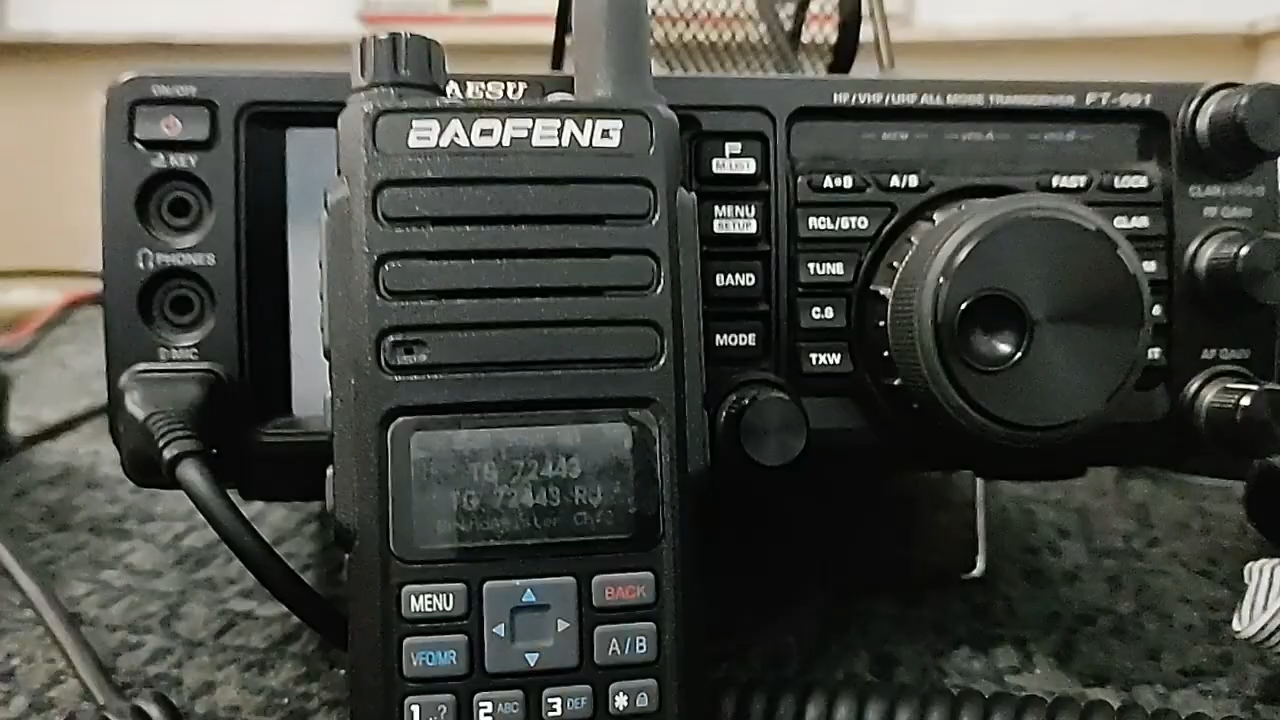 ON/OFF
KEY
PHONES
MIC
AESU
BAOFENG
F
M-LIST
MENU
SETUP
BAND
MODE
HF/VHF/UHF ALL MODE TRANSCEIVER FT-991
A/B
FAST
LOCK
RCL/STO
CLAR
TUNE
C.S
TXW
RF GAIN
AF GAIN
TG 72443
TG 72443 RJ
MENU
BACK
VFO/MR
A/B
1 ..?
2 ABC
3 DEF
*